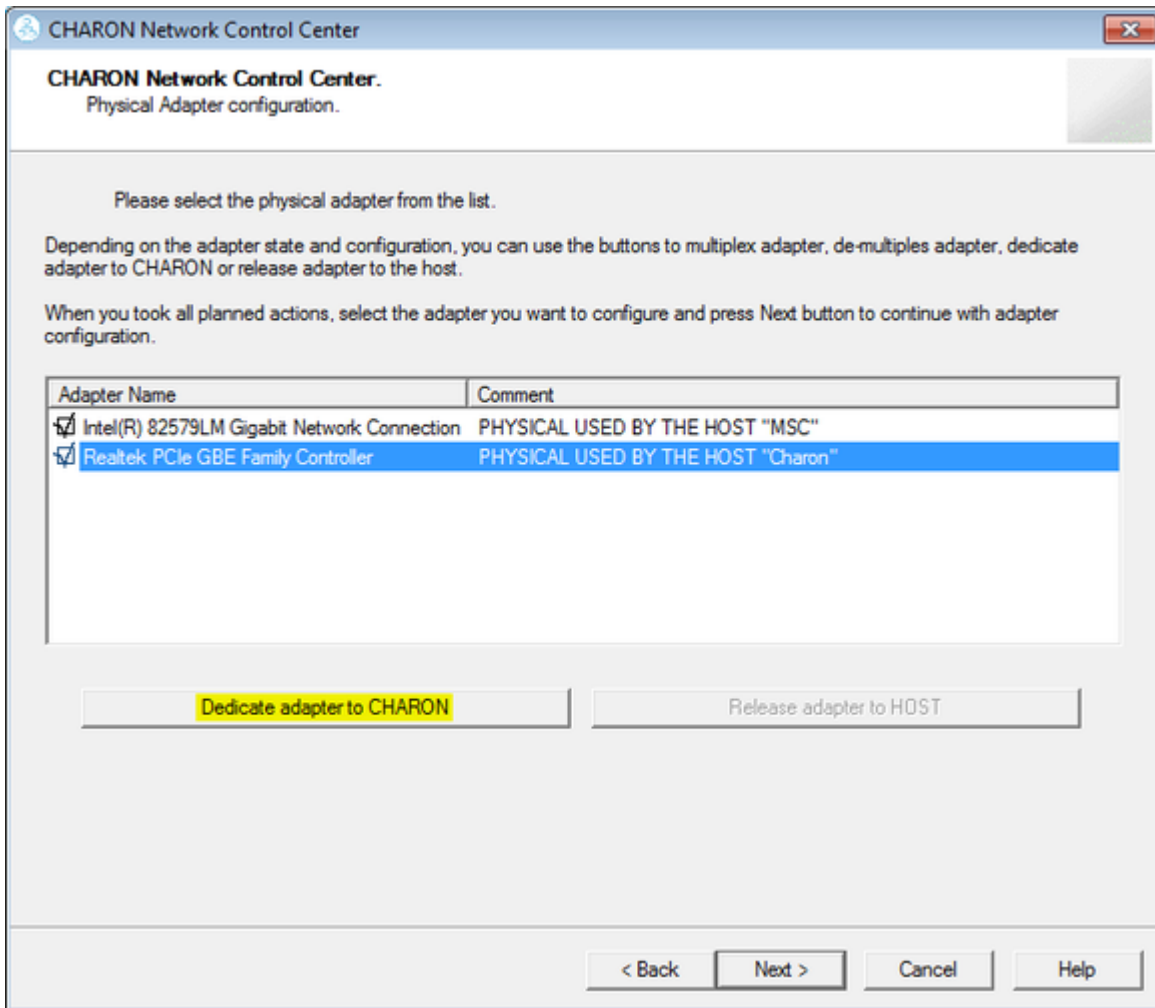 CHARON Network Control Center
CHARON Network Control Center.
Physical Adapter configuration.
Please select the physical adapter from the list.
Depending on the adapter state and configuration, you can use the buttons to multiplex adapter, de-multiples adapter, dedicate
adapter to CHARON or release adapter to the host.
When you took all planned actions, select the adapter you want to configure and press Next button to continue with adapter
configuration.
Adapter Name Comment
Intel(R) 82579LM Gigabit Network Connection PHYSICAL USED BY THE HOST "MSC"
Realtek PCIe GBE Family Controller PHYSICAL USED BY THE HOST "Charon"
Dedicate adapter to CHARON Release adapter to HOST
< Back Next > Cancel Help